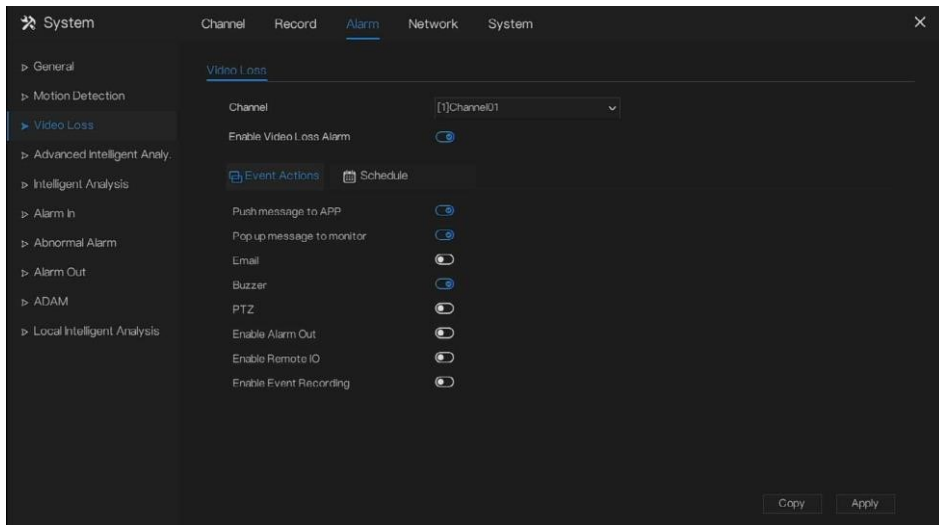 System
Channel Record Alarm Network System
General
Motion Detection
Video Loss
Advanced Intelligent Analy.
Intelligent Analysis
Alarm In
Abnormal Alarm
Alarm Out
ADAM
Local Intelligent Analysis
Video Loss
Channel [1]Channel01
Enable Video Loss Alarm
Event Actions Schedule
Push message to APP
Pop up message to monitor
Email
Buzzer
PTZ
Enable Alarm Out
Enable Remote IO
Enable Event Recording
Copy Apply